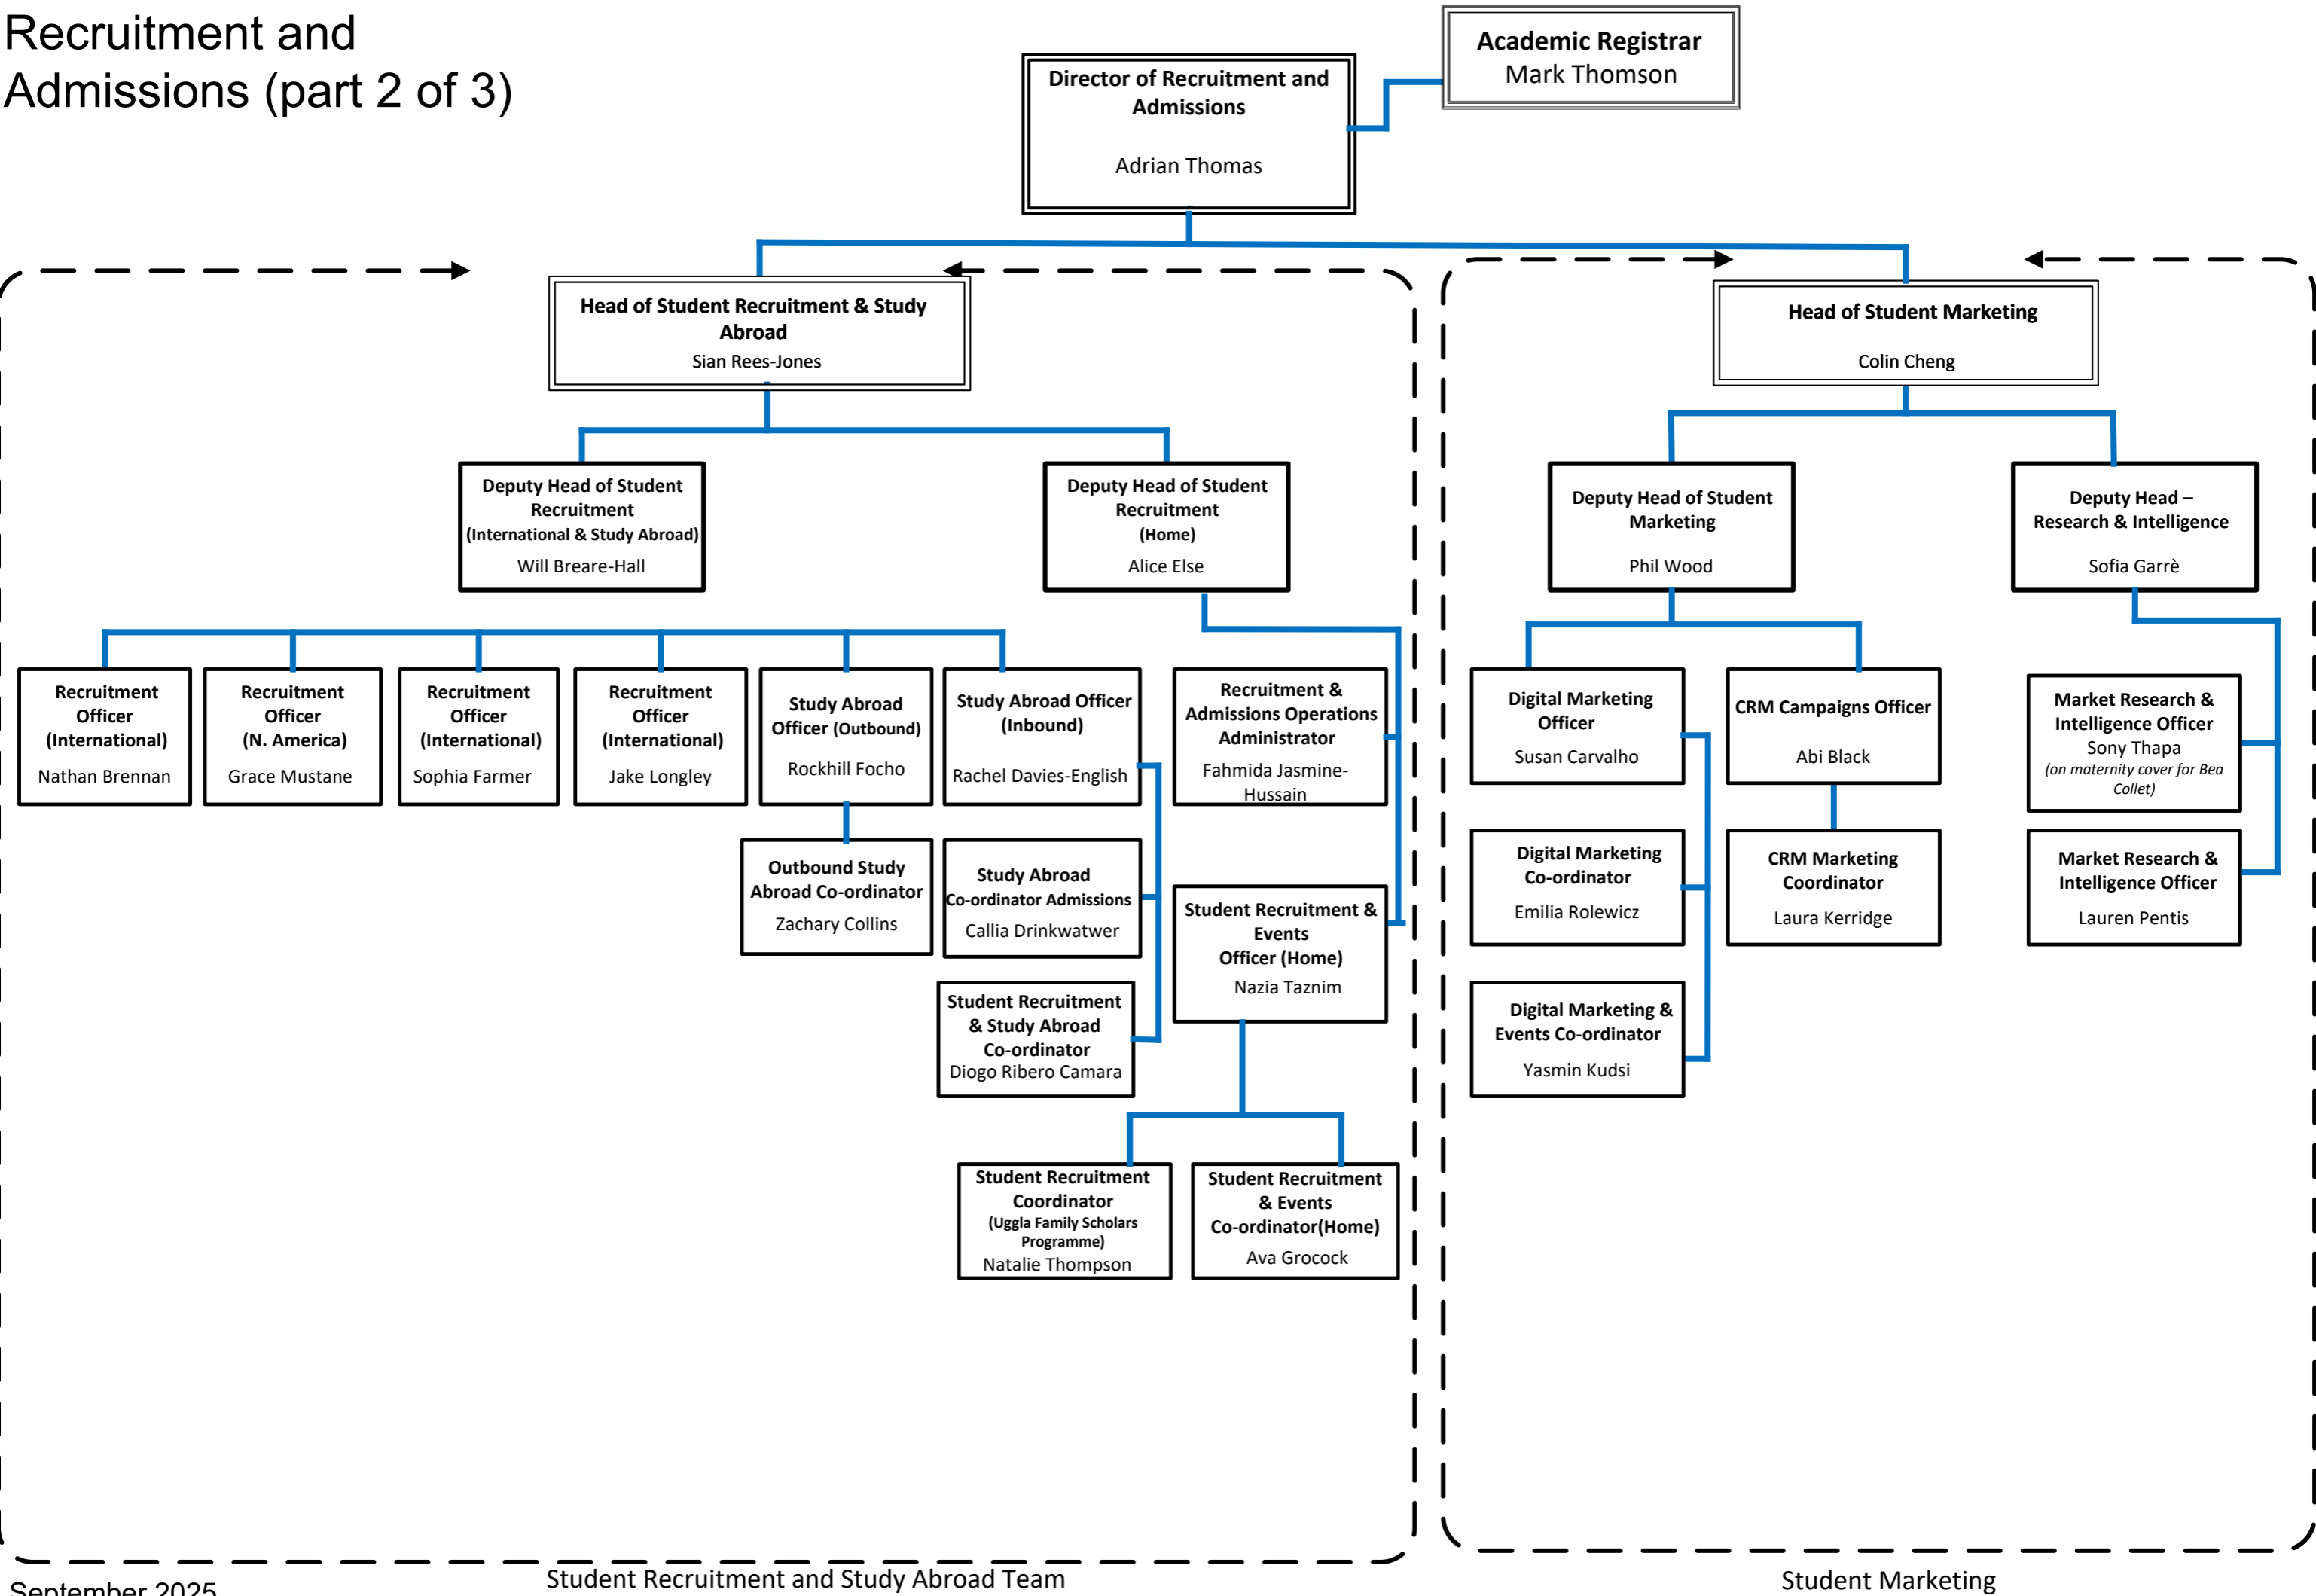 Recruitment and
Admissions (part 2 of 3)
Academic Registrar
Mark Thomson
Director of Recruitment and
Admissions
Adrian Thomas
Head of Student Recruitment & Study
Abroad
Sian Rees-Jones
Head of Student Marketing
Colin Cheng
Deputy Head of Student
Recruitment
(International & Study Abroad)
Will Breare-Hall
Deputy Head of Student
Recruitment
(Home)
Alice Else
Deputy Head of Student
Marketing
Phil Wood
Deputy Head –
Research & Intelligence
Sofia Garrè
Recruitment
Officer
(International)
Nathan Brennan
Recruitment
Officer
(N. America)
Grace Mustane
Recruitment
Officer
(International)
Sophia Farmer
Recruitment
Officer
(International)
Jake Longley
Study Abroad
Officer (Outbound)
Rockhill Focho
Study Abroad Officer
(Inbound)
Rachel Davies-English
Recruitment &
Admissions Operations
Administrator
Fahmida Jasmine-
Hussain
Digital Marketing
Officer
Susan Carvalho
CRM Campaigns Officer
Abi Black
Market Research &
Intelligence Officer
Sony Thapa
(on maternity cover for Bea
Collet)
Outbound Study
Abroad Co-ordinator
Zachary Collins
Study Abroad
Co-ordinator Admissions
Callia Drinkwatwer
Student Recruitment &
Events
Officer (Home)
Nazia Taznim
Digital Marketing
Co-ordinator
Emilia Rolewicz
CRM Marketing
Coordinator
Laura Kerridge
Market Research &
Intelligence Officer
Lauren Pentis
Student Recruitment
& Study Abroad
Co-ordinator
Diogo Ribero Camara
Digital Marketing &
Events Co-ordinator
Yasmin Kudsi
Student Recruitment
Coordinator
(Uggla Family Scholars
Programme)
Natalie Thompson
Student Recruitment
& Events
Co-ordinator(Home)
Ava Grocock
September 2025
Student Recruitment and Study Abroad Team
Student Marketing